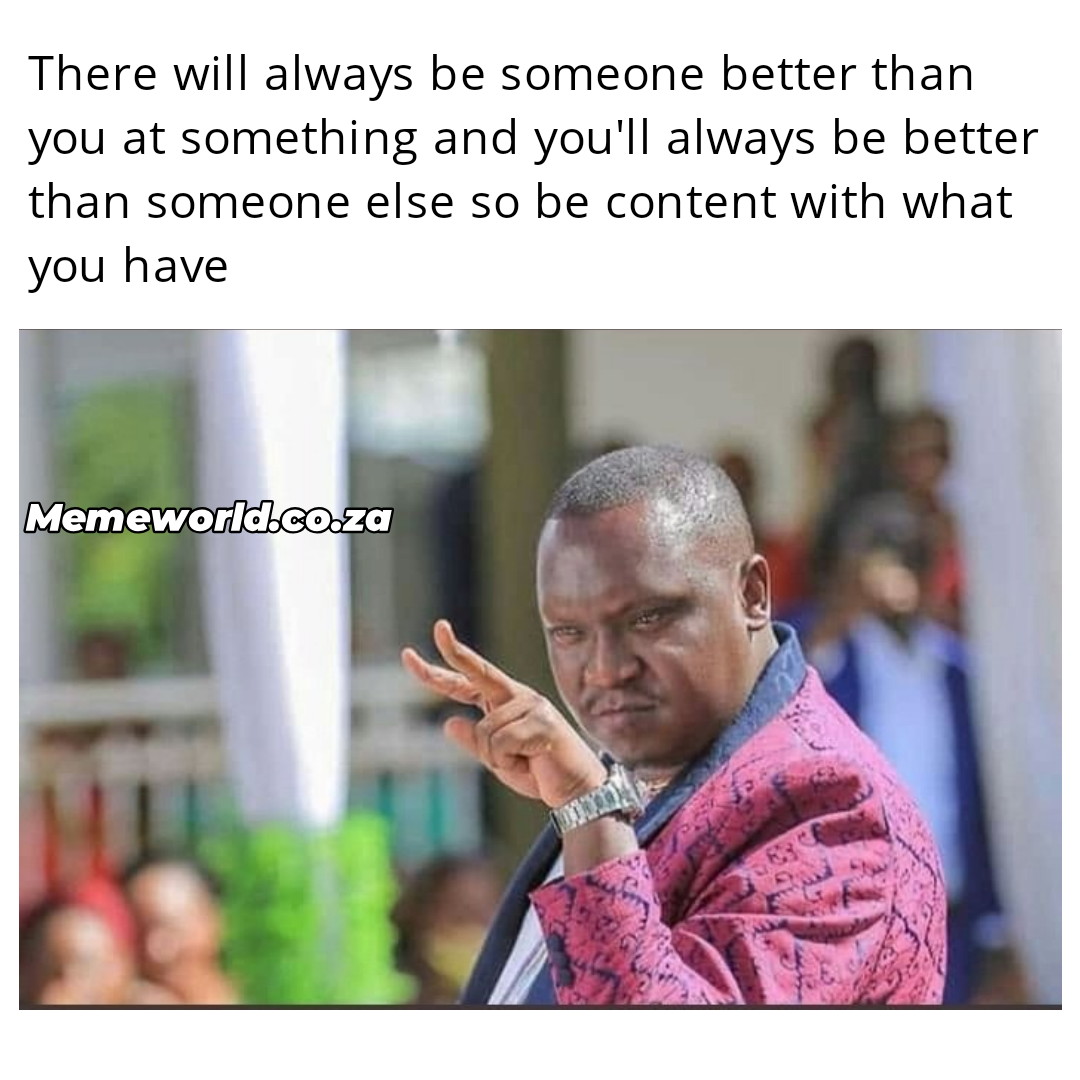 There will always be someone better than
you at something and you'll always be better
than someone else so be content with what
you have
Memeworld.co.za